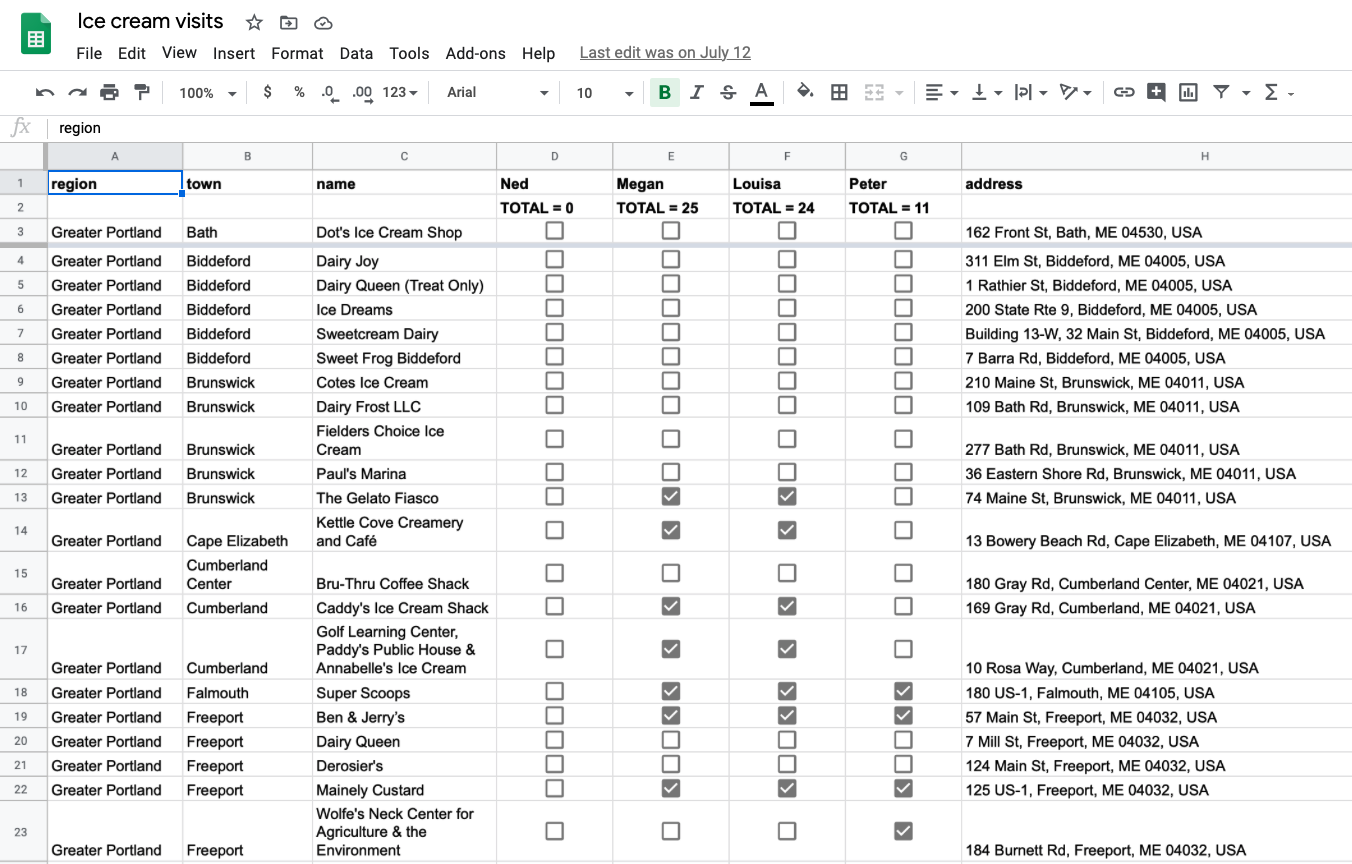 Ice cream visits
File Edit View Insert Format Data Tools Add-ons Help Last edit was on July 12
100% $ % .0 .00 123 Arial 10 B I S A
fx region
A B C D E F G H
1 region town name Ned Megan Louisa Peter address
2 TOTAL = 0 TOTAL = 25 TOTAL = 24 TOTAL = 11
3 Greater Portland Bath Dot's Ice Cream Shop 162 Front St, Bath, ME 04530, USA
4 Greater Portland Biddeford Dairy Joy 311 Elm St, Biddeford, ME 04005, USA
5 Greater Portland Biddeford Dairy Queen (Treat Only) 1 Rathier St, Biddeford, ME 04005, USA
6 Greater Portland Biddeford Ice Dreams 200 State Rte 9, Biddeford, ME 04005, USA
7 Greater Portland Biddeford Sweetcream Dairy Building 13-W, 32 Main St, Biddeford, ME 04005, USA
8 Greater Portland Biddeford Sweet Frog Biddeford 7 Barra Rd, Biddeford, ME 04005, USA
9 Greater Portland Brunswick Cotes Ice Cream 210 Maine St, Brunswick, ME 04011, USA
10 Greater Portland Brunswick Dairy Frost LLC 109 Bath Rd, Brunswick, ME 04011, USA
Fielders Choice Ice
11 Greater Portland Brunswick Cream 277 Bath Rd, Brunswick, ME 04011, USA
12 Greater Portland Brunswick Paul's Marina 36 Eastern Shore Rd, Brunswick, ME 04011, USA
13 Greater Portland Brunswick The Gelato Fiasco 74 Maine St, Brunswick, ME 04011, USA
Kettle Cove Creamery
14 Greater Portland Cape Elizabeth and Café 13 Bowery Beach Rd, Cape Elizabeth, ME 04107, USA
Cumberland
15 Greater Portland Center Bru-Thru Coffee Shack 180 Gray Rd, Cumberland Center, ME 04021, USA
16 Greater Portland Cumberland Caddy's Ice Cream Shack 169 Gray Rd, Cumberland, ME 04021, USA
Golf Learning Center,
17 Paddy's Public House &
Greater Portland Cumberland Annabelle's Ice Cream 10 Rosa Way, Cumberland, ME 04021, USA
18 Greater Portland Falmouth Super Scoops 180 US-1, Falmouth, ME 04105, USA
19 Greater Portland Freeport Ben & Jerry's 57 Main St, Freeport, ME 04032, USA
20 Greater Portland Freeport Dairy Queen 7 Mill St, Freeport, ME 04032, USA
21 Greater Portland Freeport Derosier's 124 Main St, Freeport, ME 04032, USA
22 Greater Portland Freeport Mainely Custard 125 US-1, Freeport, ME 04032, USA
Wolfe's Neck Center for
23 Agriculture & the
Greater Portland Freeport Environment 184 Burnett Rd, Freeport, ME 04032, USA